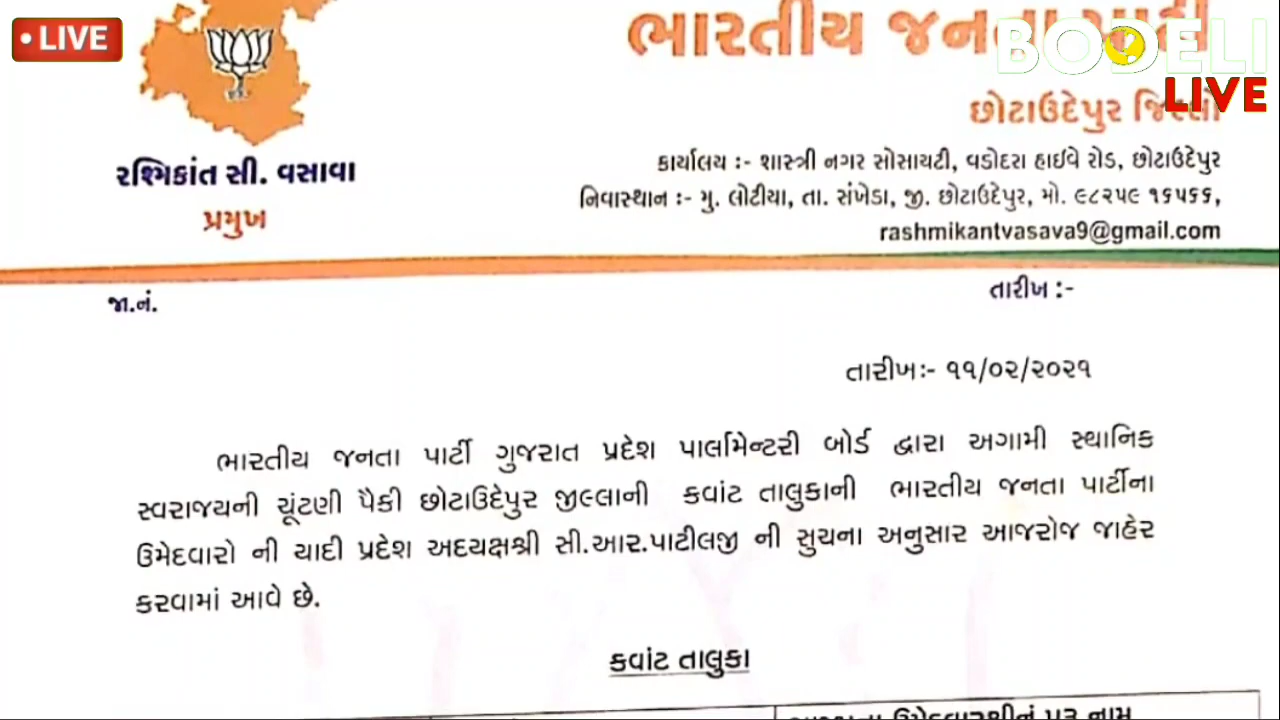 • LIVE
ભારતીય જનતા પાર્ટી
BODELI
LIVE
છોટાઉદેપુર જિલ્લો
રશ્મિકાંત સી. વસાવા
પ્રમુખ
કાર્યાલય :- શાસ્ત્રી નગર સોસાયટી, વડોદરા હાઈવે રોડ, છોટાઉદેપુર
નિવાસ્થાન :- મુ. લોટીયા, તા. સંખેડા, જી. છોટાઉદેપુર, મો. ૯૮૨૫૯ ૧૬૫૬૬,
rashmikantvasava9@gmail.com
જા.નં.
તારીખ :-
તારીખઃ- ૧૧/૦૨/૨૦૨૧
ભારતીય જનતા પાર્ટી ગુજરાત પ્રદેશ પાર્લામેન્ટરી બોર્ડ દ્વારા અગામી સ્થાનિક
સ્વરાજયની ચૂંટણી પૈકી છોટાઉદેપુર જીલ્લાની કવાંટ તાલુકાની ભારતીય જનતા પાર્ટીના
ઉમેદવારો ની યાદી પ્રદેશ અદયક્ષશ્રી સી.આર.પાટીલજી ની સુચના અનુસાર આજરોજ જાહેર
કરવામાં આવે છે.
કવાંટ તાલુકા